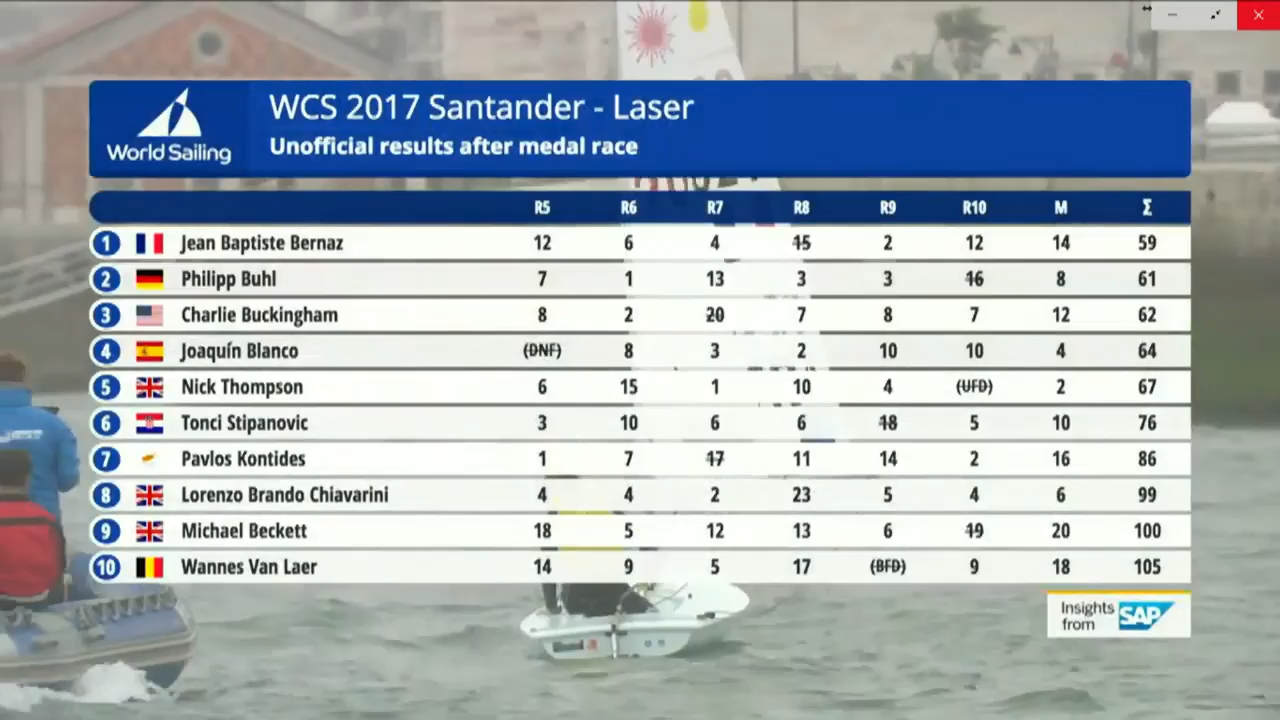 WCS 2017 Santander - Laser
World Sailing
Unofficial results after medal race
R5 R6 R7 R8 R9 R10 M Σ
1 Jean Baptiste Bernaz 12 6 4 15 2 12 14 59
2 Philipp Buhl 7 1 13 3 3 16 8 61
3 Charlie Buckingham 8 2 20 7 8 7 12 62
4 Joaquín Blanco (DNF) 8 3 2 10 10 4 64
5 Nick Thompson 6 15 1 10 4 (UFD) 2 67
6 Tonci Stipanovic 3 10 6 6 18 5 10 76
7 Pavlos Kontides 1 7 17 11 14 2 16 86
8 Lorenzo Brando Chiavarini 4 4 2 23 5 4 6 99
9 Michael Beckett 18 5 12 13 6 19 20 100
10 Wannes Van Laer 14 9 5 17 (BFD) 9 18 105
Insights
from SAP